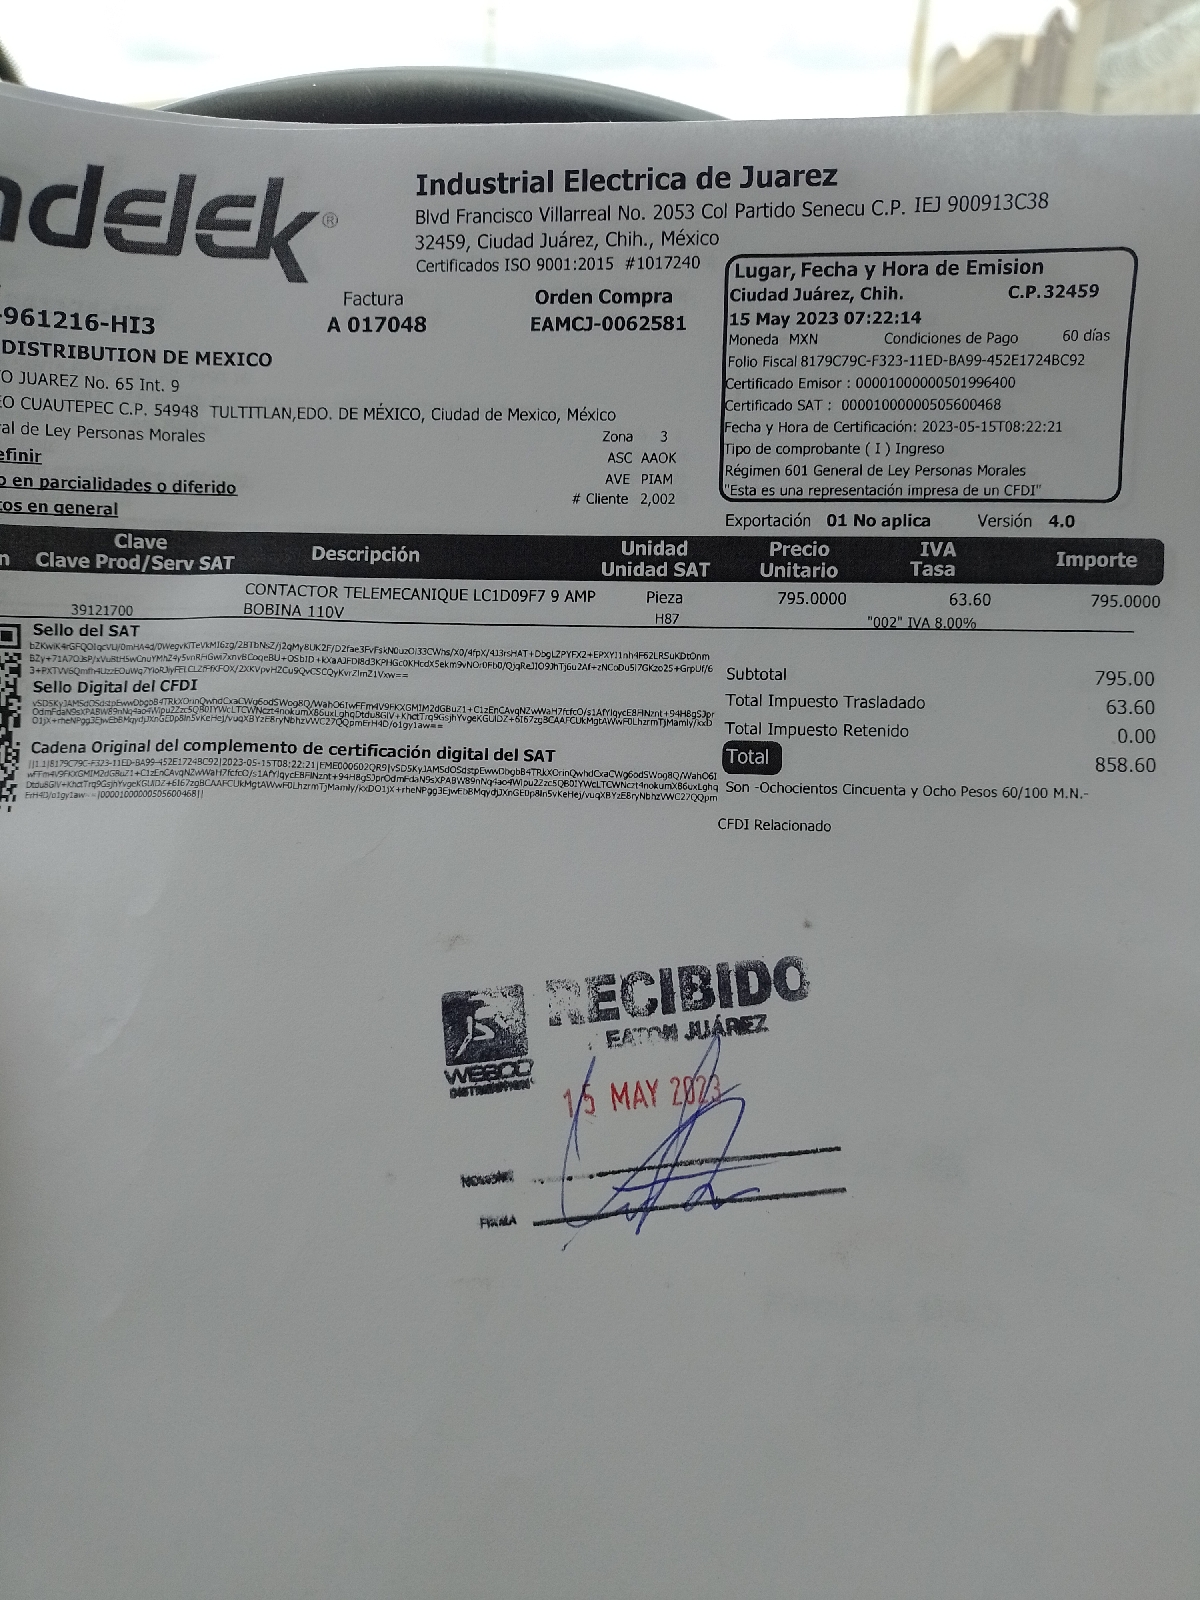 ndelek®
Industrial Electrica de Juarez
Blvd Francisco Villarreal No. 2053 Col Partido Senecu C.P. IEJ 900913C38
32459, Ciudad Juárez, Chih., México
Certificados ISO 9001:2015 #1017240
Factura
A 017048
Orden Compra
EAMCJ-0062581
Lugar, Fecha y Hora de Emision
Ciudad Juárez, Chih. C.P.32459
15 May 2023 07:22:14
Moneda MXN Condiciones de Pago 60 días
Folio Fiscal 8179C79C-F323-11ED-BA99-452E1724BC92
Certificado Emisor : 00001000000501996400
Certificado SAT : 00001000000505600468
Fecha y Hora de Certificación: 2023-05-15T08:22:21
Tipo de comprobante ( I ) Ingreso
Régimen 601 General de Ley Personas Morales
"Esta es una representación impresa de un CFDI"
-961216-HI3
DISTRIBUTION DE MEXICO
O JUAREZ No. 65 Int. 9
EO CUAUTEPEC C.P. 54948 TULTITLAN,EDO. DE MÉXICO, Ciudad de Mexico, México
ral de Ley Personas Morales
efinir
o en parcialidades o diferido
tos en general
Zona 3
ASC AAOK
AVE PIAM
# Cliente 2,002
Exportación 01 No aplica Versión 4.0
n Clave
Clave Prod/Serv SAT
Descripción
Unidad
Unidad SAT
Precio
Unitario
IVA
Tasa
Importe
39121700
CONTACTOR TELEMECANIQUE LC1D09F7 9 AMP
BOBINA 110V
Pieza
H87
795.0000
63.60
"002" IVA 8.00%
795.0000
Sello del SAT
Sello Digital del CFDI
Cadena Original del complemento de certificación digital del SAT
Subtotal 795.00
Total Impuesto Trasladado 63.60
Total Impuesto Retenido 0.00
Total 858.60
Son -Ochocientos Cincuenta y Ocho Pesos 60/100 M.N.-
CFDI Relacionado
RECIBIDO
EATON JUÁREZ
WEBCO
DISTRIBUTION
15 MAY 2023
NOMBRE
FIRMA